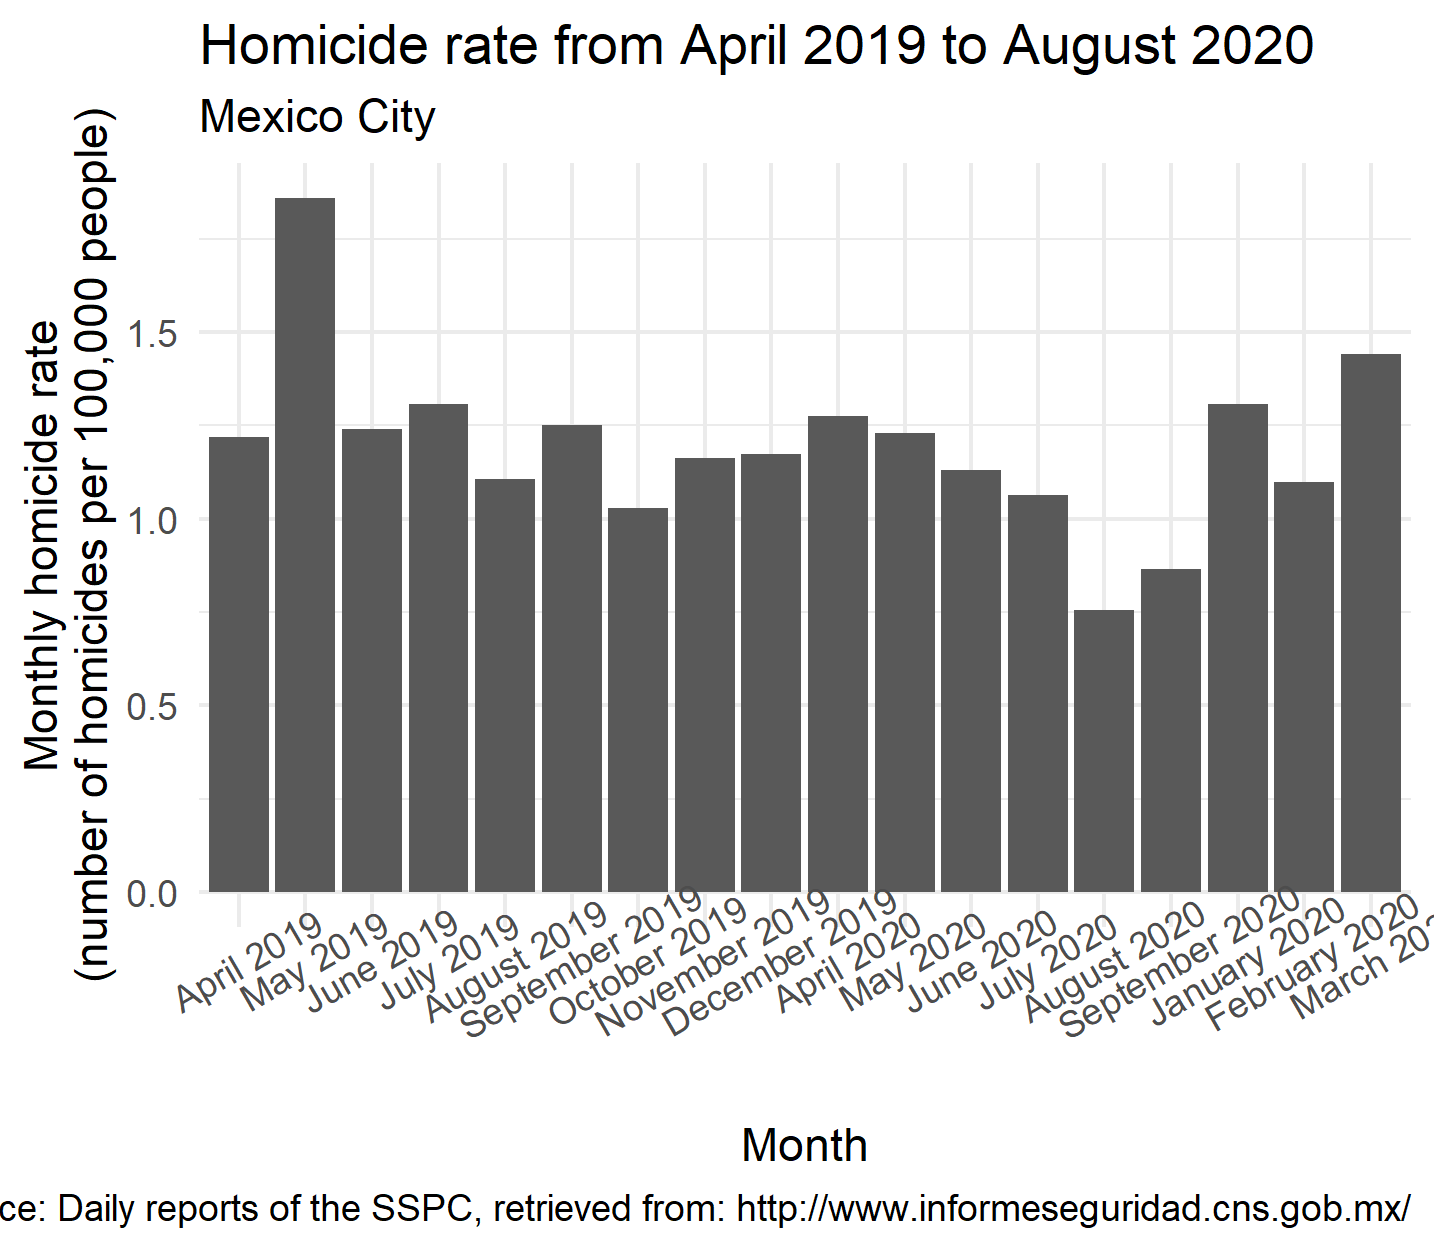 Homicide rate from April 2019 to August 2020
Mexico City
Monthly homicide rate
(number of homicides per 100,000 people)
1.5
1.0
0.5
0.0
April 2019
May 2019
June 2019
July 2019
August 2019
September 2019
October 2019
November 2019
December 2019
April 2020
May 2020
June 2020
July 2020
August 2020
September 2020
January 2020
February 2020
March 202
Month
ce: Daily reports of the SSPC, retrieved from: http://www.informeseguridad.cns.gob.mx/